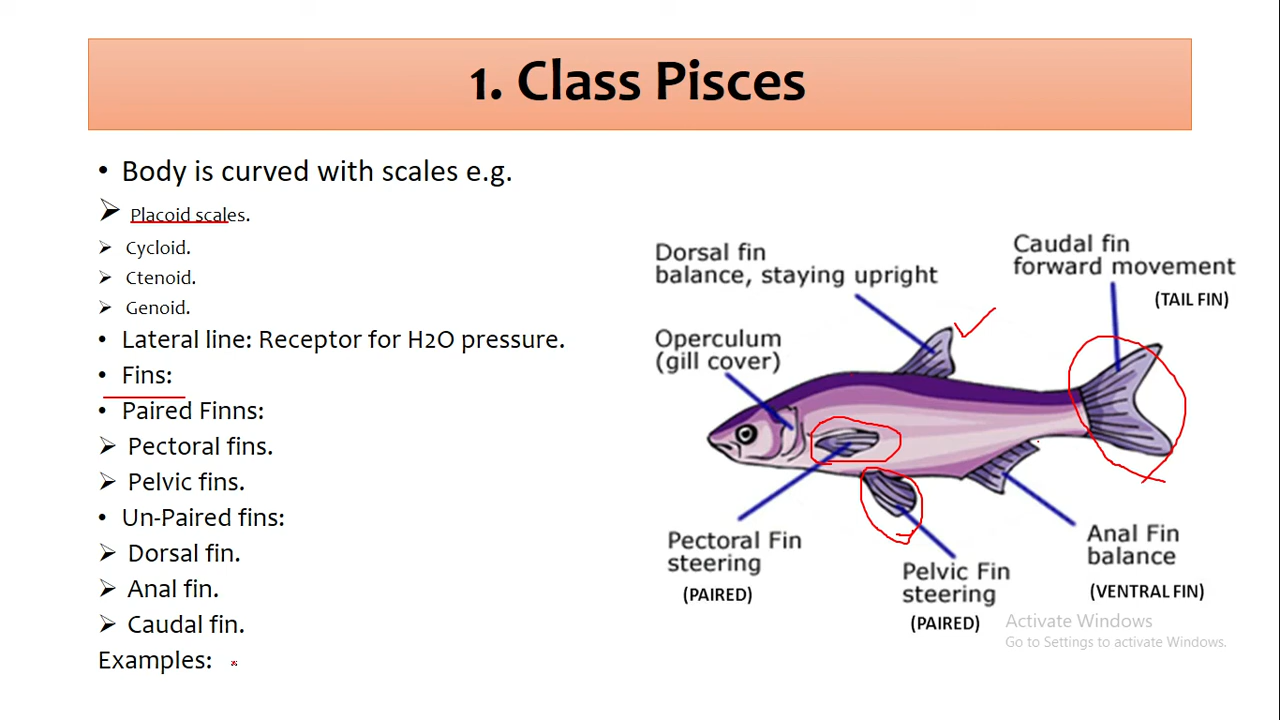 1. Class Pisces
• Body is curved with scales e.g.
➢ Placoid scales.
➢ Cycloid.
➢ Ctenoid.
➢ Genoid.
• Lateral line: Receptor for H2O pressure.
• Fins:
• Paired Finns:
➢ Pectoral fins.
➢ Pelvic fins.
• Un-Paired fins:
➢ Dorsal fin.
➢ Anal fin.
➢ Caudal fin.
Examples:
Dorsal fin
balance, staying upright
Caudal fin
forward movement
(TAIL FIN)
Operculum
(gill cover)
Pectoral Fin
steering
(PAIRED)
Pelvic Fin
steering
(PAIRED)
Anal Fin
balance
(VENTRAL FIN)
Activate Windows
Go to Settings to activate Windows.